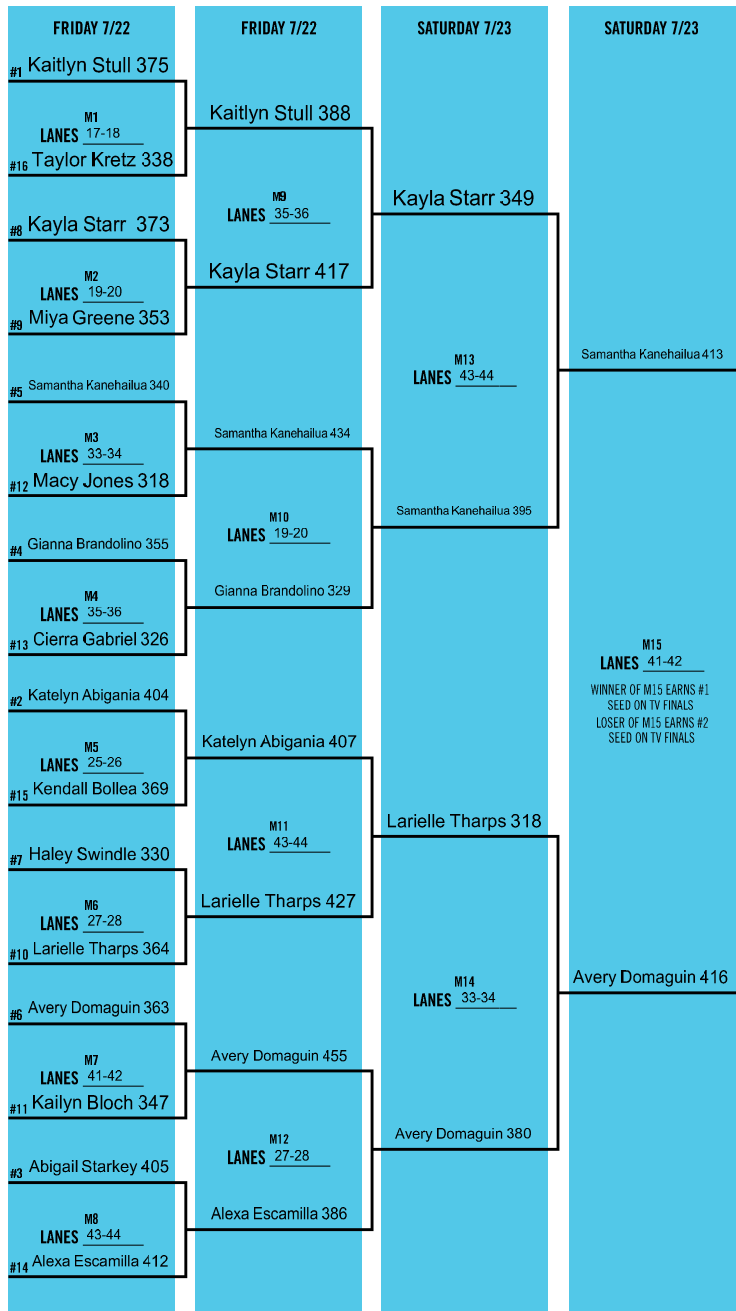 FRIDAY 7/22
#1 Kaitlyn Stull 375
M1
LANES 17-18
#16 Taylor Kretz 338
#8 Kayla Starr 373
M2
LANES 19-20
#9 Miya Greene 353
#5 Samantha Kanehailua 340
M3
LANES 33-34
#12 Macy Jones 318
#4 Gianna Brandolino 355
M4
LANES 35-36
#13 Cierra Gabriel 326
#2 Katelyn Abigania 404
M5
LANES 25-26
#15 Kendall Bollea 369
#7 Haley Swindle 330
M6
LANES 27-28
#10 Larielle Tharps 364
#6 Avery Domaguin 363
M7
LANES 41-42
#11 Kailyn Bloch 347
#3 Abigail Starkey 405
M8
LANES 43-44
#14 Alexa Escamilla 412
FRIDAY 7/22
Kaitlyn Stull 388
M9
LANES 35-36
Kayla Starr 417
Samantha Kanehailua 434
M10
LANES 19-20
Gianna Brandolino 329
Katelyn Abigania 407
M11
LANES 43-44
Larielle Tharps 427
Avery Domaguin 455
M12
LANES 27-28
Alexa Escamilla 386
SATURDAY 7/23
Kayla Starr 349
M13
LANES 43-44
Samantha Kanehailua 395
Larielle Tharps 318
M14
LANES 33-34
Avery Domaguin 380
SATURDAY 7/23
Samantha Kanehailua 413
M15
LANES 41-42
WINNER OF M15 EARNS #1
SEED ON TV FINALS
LOSER OF M15 EARNS #2
SEED ON TV FINALS
Avery Domaguin 416